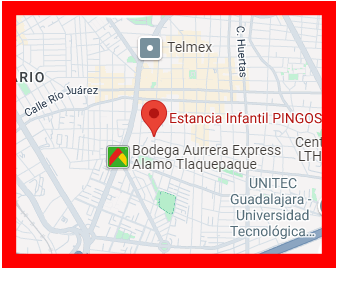 C. Huertas
Telmex
ARIO
Calle Río Juárez
Estancia Infantil PINGOS
Bodega Aurrera Express
Alamo Tlaquepaque
Cent
LTH
UNITEC
Guadalajara -
Universidad
Tecnológica...